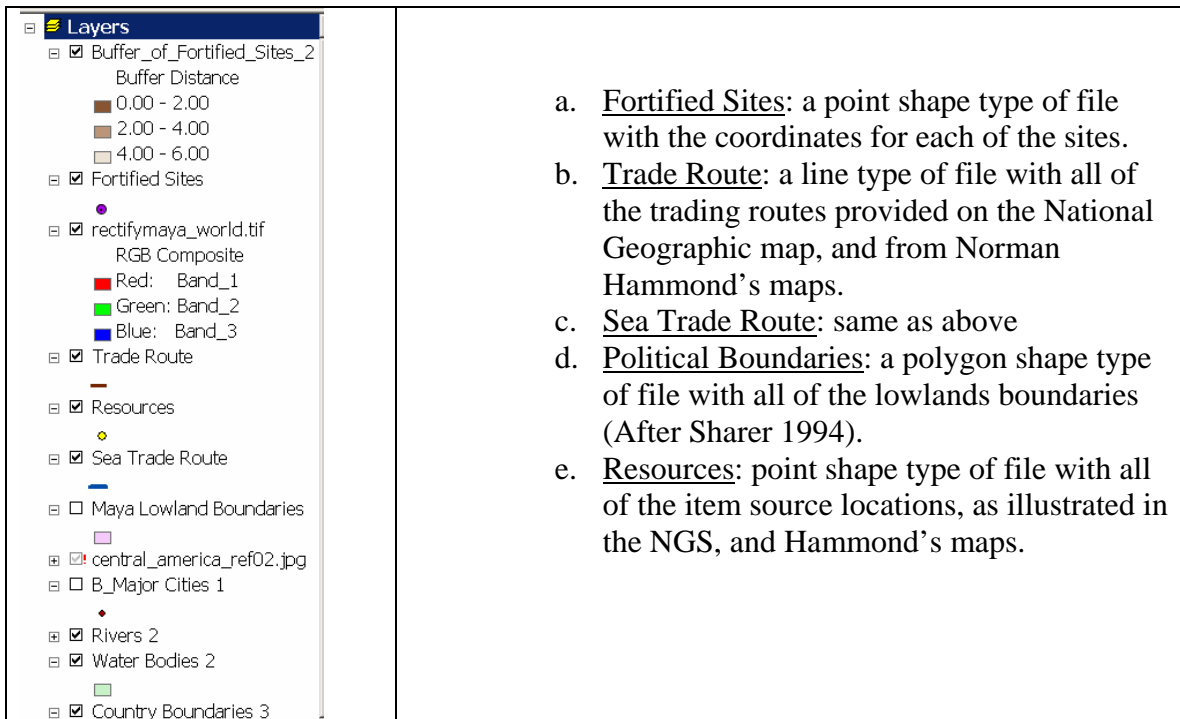 Layers
Buffer_of_Fortified_Sites_2
Buffer Distance
0.00 - 2.00
2.00 - 4.00
4.00 - 6.00
Fortified Sites
rectifymaya_world.tif
RGB Composite
Red: Band_1
Green: Band_2
Blue: Band_3
Trade Route
Resources
Sea Trade Route
Maya Lowland Boundaries
central_america_ref02.jpg
B_Major Cities 1
Rivers 2
Water Bodies 2
Country Boundaries 3
a. Fortified Sites: a point shape type of file
with the coordinates for each of the sites.
b. Trade Route: a line type of file with all of
the trading routes provided on the National
Geographic map, and from Norman
Hammond’s maps.
c. Sea Trade Route: same as above
d. Political Boundaries: a polygon shape type
of file with all of the lowlands boundaries
(After Sharer 1994).
e. Resources: point shape type of file with all
of the item source locations, as illustrated in
the NGS, and Hammond’s maps.